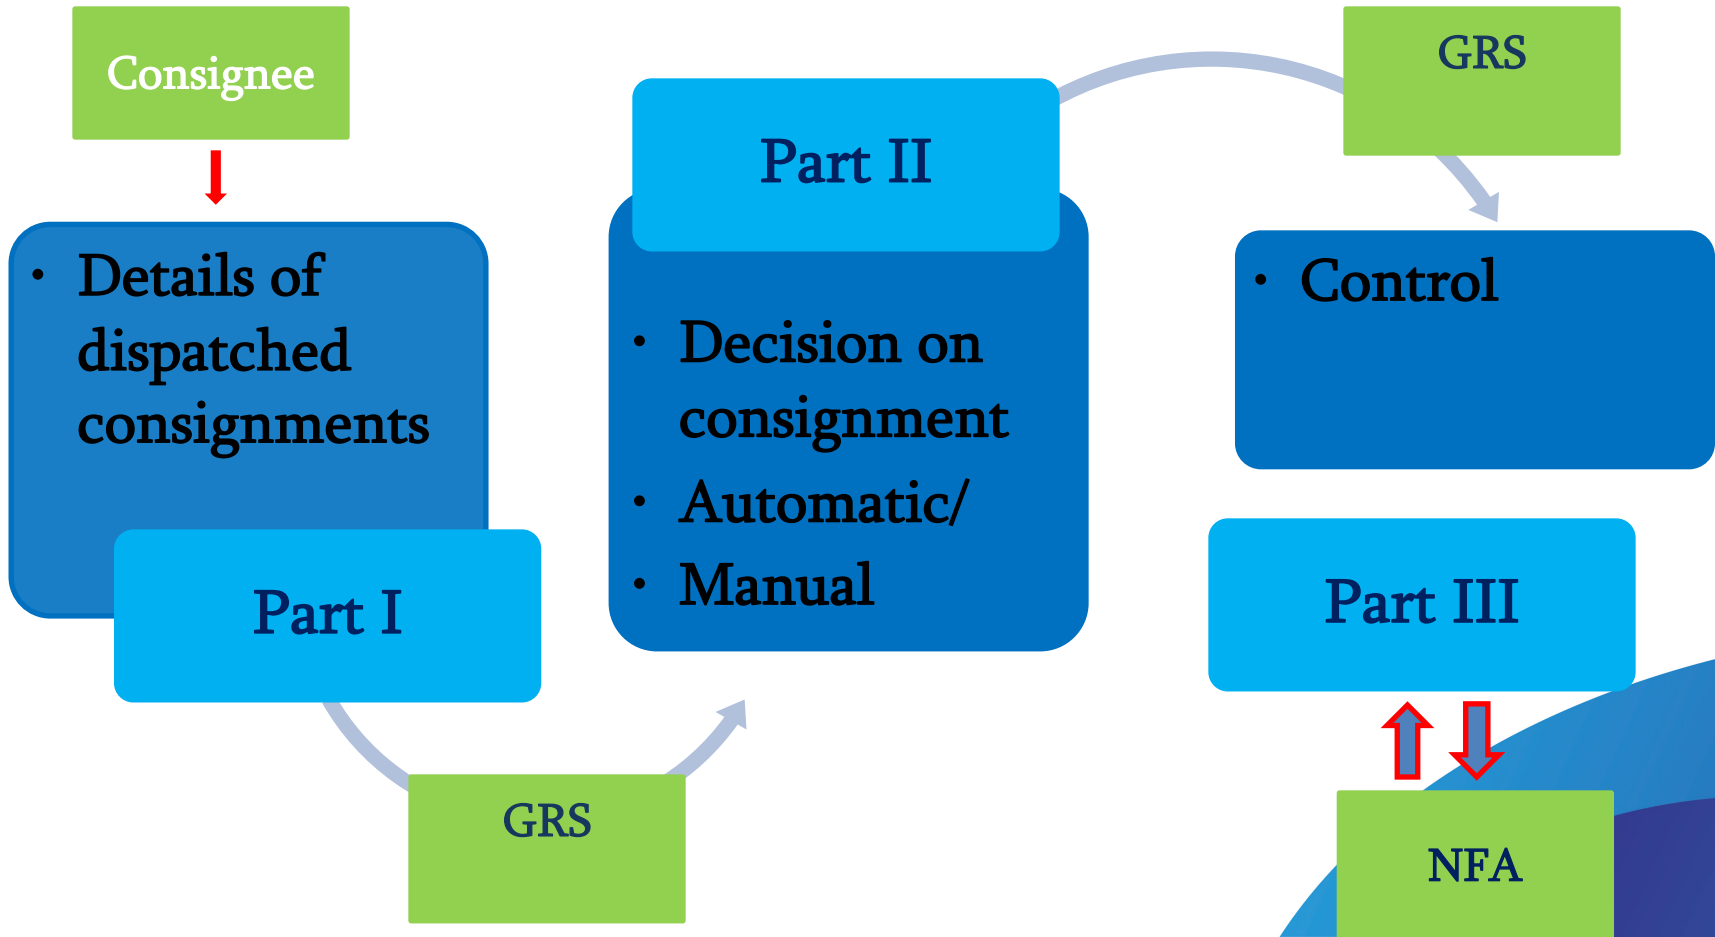 Consignee
• Details of
dispatched
consignments
Part I
GRS
Part II
• Decision on
consignment
• Automatic/
• Manual
GRS
• Control
Part III
NFA